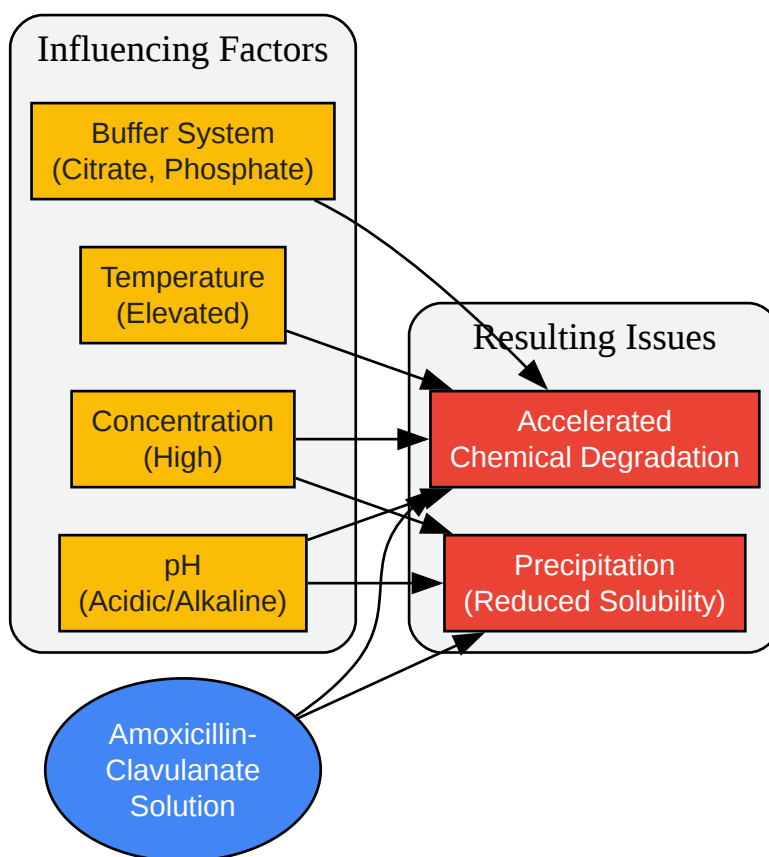 Influencing Factors
Buffer System
(Citrate, Phosphate)
Temperature
(Elevated)
Concentration
(High)
pH
(Acidic/Alkaline)
Resulting Issues
Accelerated
Chemical Degradation
Precipitation
(Reduced Solubility)
Amoxicillin-
Clavulanate
Solution